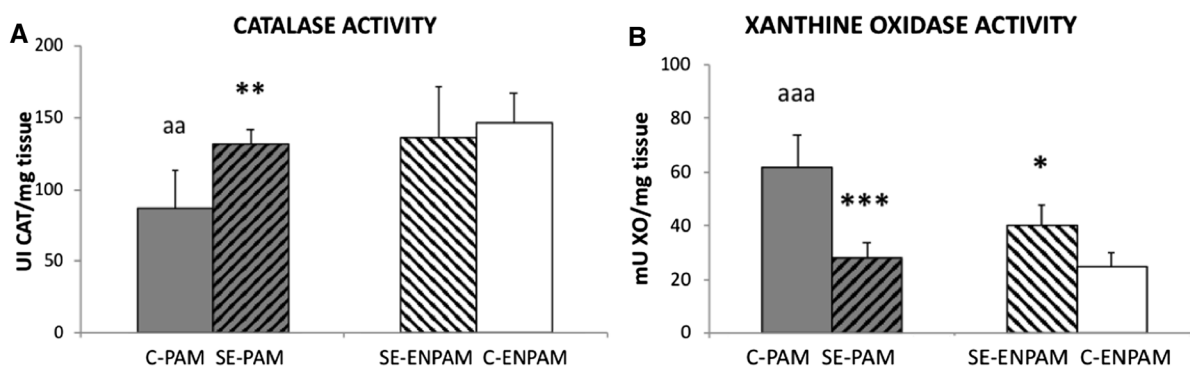 A
CATALASE ACTIVITY
UI CAT/mg tissue
200
150
100
50
0
aa
**
C-PAM SE-PAM SE-ENPAM C-ENPAM
B
XANTHINE OXIDASE ACTIVITY
mU XO/mg tissue
100
80
60
40
20
0
aaa
***
*
C-PAM SE-PAM SE-ENPAM C-ENPAM